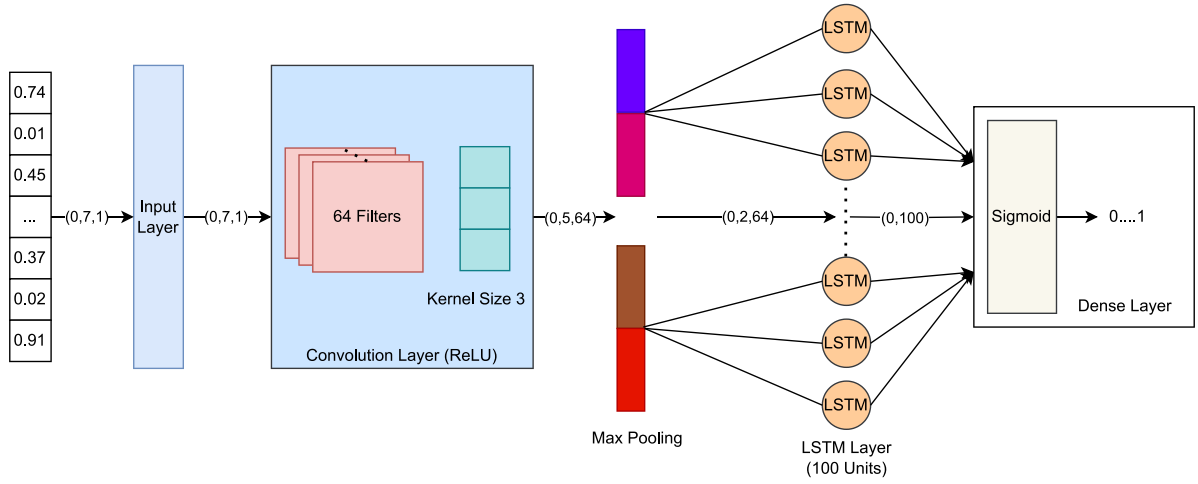 0.74
0.01
0.45
...
0.37
0.02
0.91
(0,7,1)
Input
Layer
(0,7,1)
64 Filters
Kernel Size 3
Convolution Layer (ReLU)
(0,5,64)
Max Pooling
(0,2,64)
LSTM
LSTM
LSTM
LSTM
LSTM
LSTM
LSTM Layer
(100 Units)
(0,100)
Sigmoid
0....1
Dense Layer